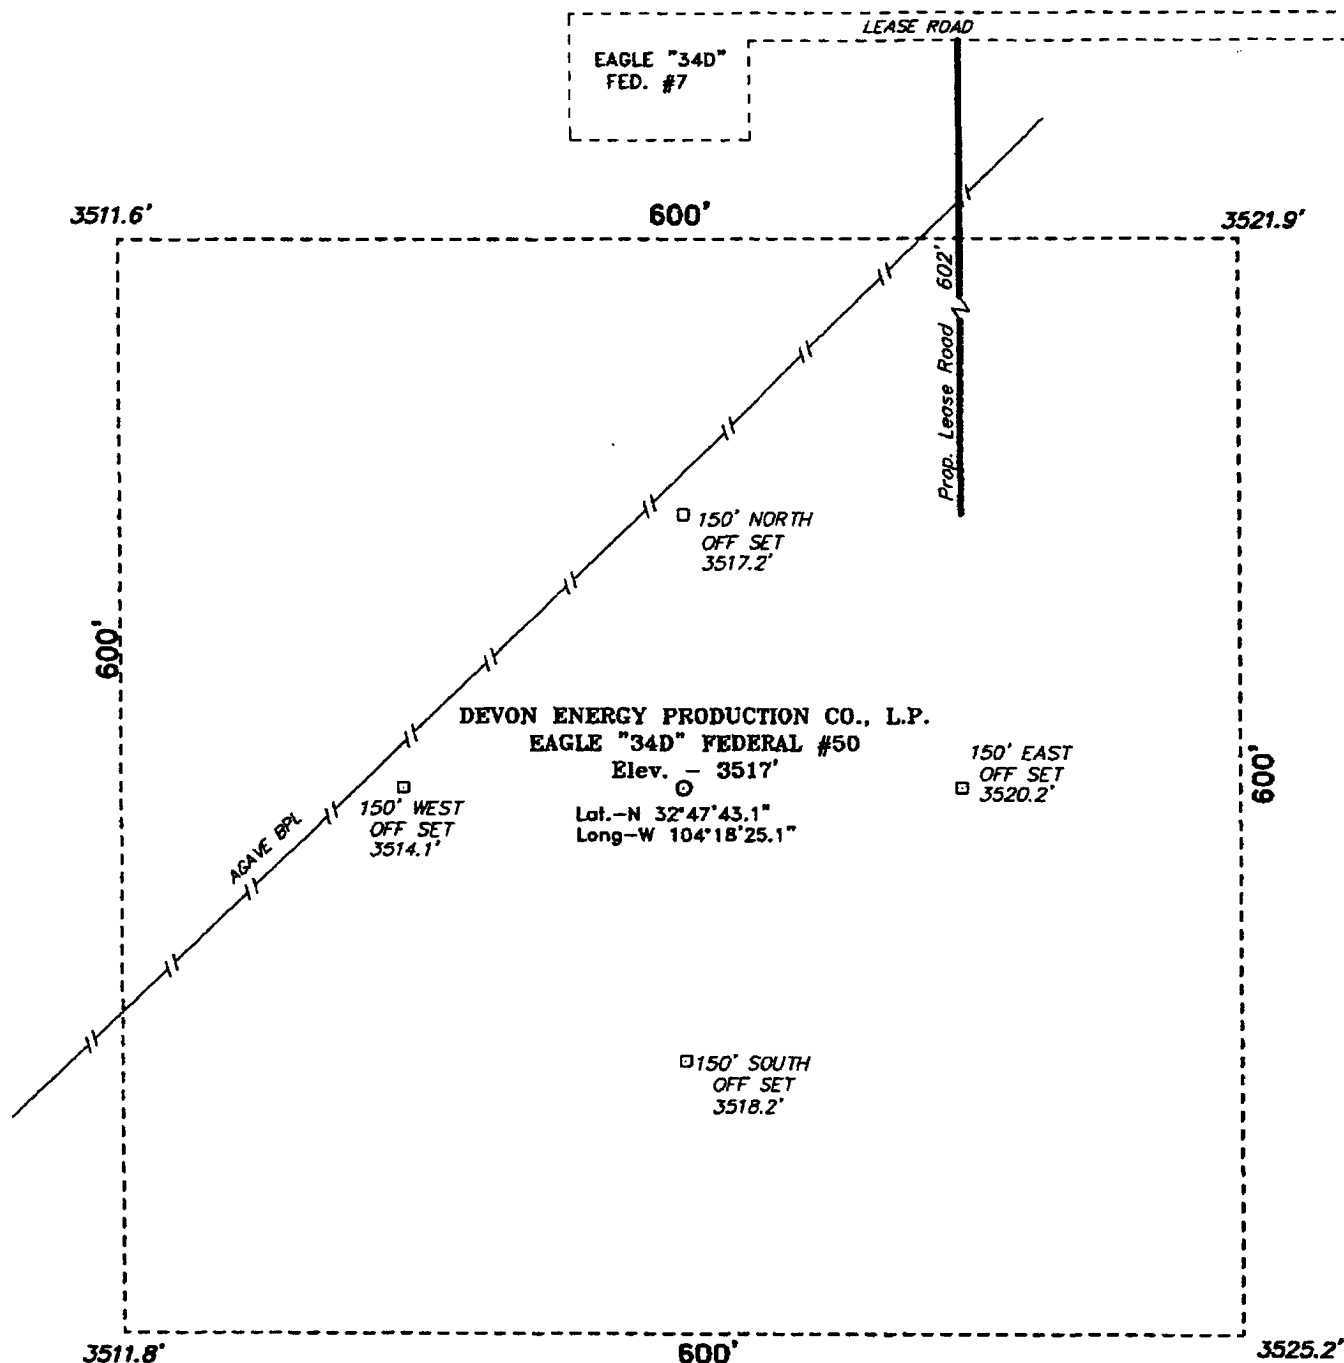 LEASE ROAD
EAGLE "34D"
FED. #7
3511.6'
600'
3521.9'
602'
Prop. Lease Road
150' NORTH
OFF SET
3517.2'
600'
DEVON ENERGY PRODUCTION CO., L.P.
EAGLE "34D" FEDERAL #50
Elev. - 3517'
Lat.-N 32°47'43.1"
Long-W 104°18'25.1"
150' EAST
OFF SET
3520.2'
600'
150' WEST
OFF SET
3514.1'
AGAVE BPL
150' SOUTH
OFF SET
3518.2'
3511.8'
600'
3525.2'